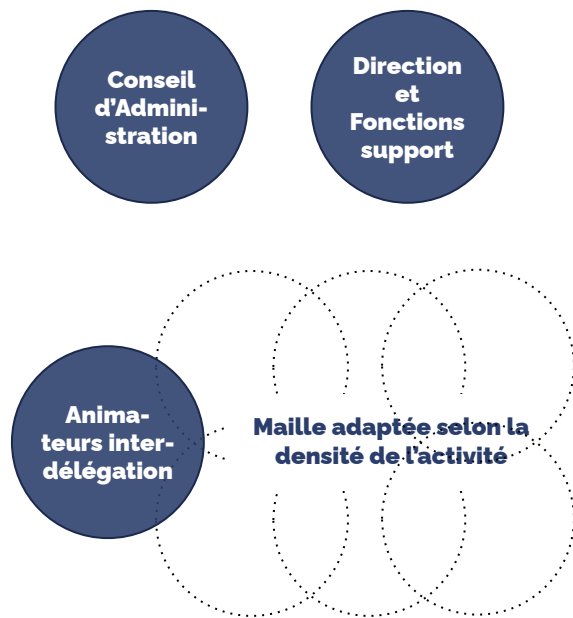 Conseil
d'Admini-
stration
Direction
et
Fonctions
support
Anima-
teurs inter-
délégation
Maille adaptée selon la
densité de l'activité